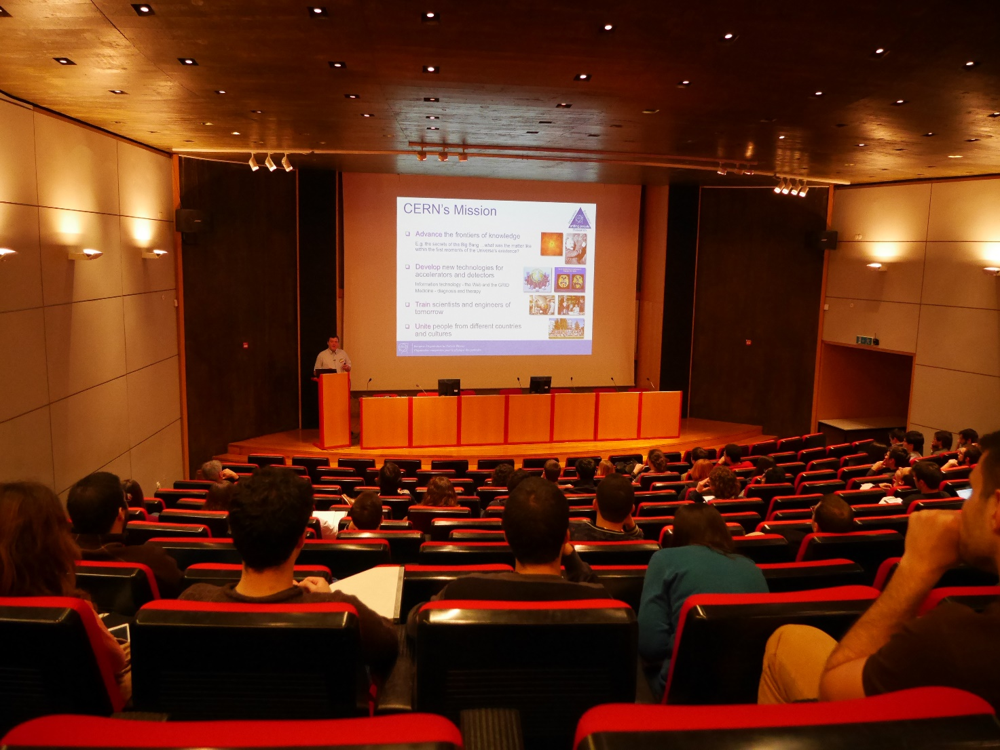 CERN's Mission
Advance the frontiers of knowledge
E.g. the secrets of the Big Bang ...what was the matter like
within the first moments of the Universe's existence?
Develop new technologies for
accelerators and detectors
Information technology - the Web and the GRID
Medicine - diagnosis and therapy
Train scientists and engineers of
tomorrow
Unite people from different countries
and cultures
uniting people